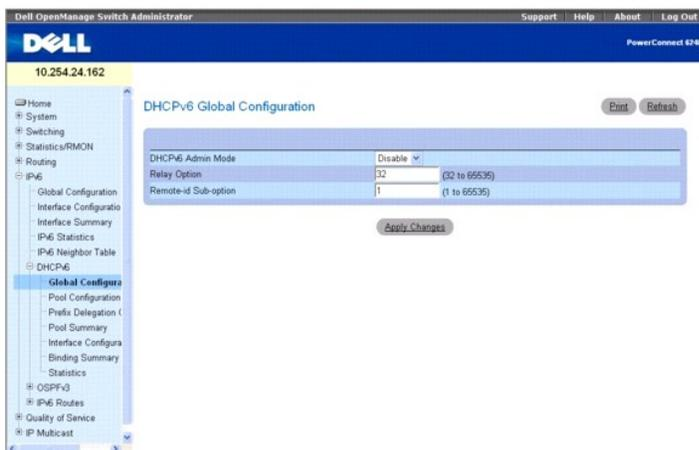 Dell OpenManage Switch Administrator
Support Help About Log Out
DELL
PowerConnect 624
10.254.24.162
Home
System
Switching
Statistics/RMON
Routing
IPv6
Global Configuration
Interface Configuratio
Interface Summary
IPv6 Statistics
IPv6 Neighbor Table
DHCPv6
Global Configura
Pool Configuration
Prefix Delegation (
Pool Summary
Interface Configura
Binding Summary
Statistics
OSPFv3
IPv6 Routes
Quality of Service
IP Multicast
DHCPv6 Global Configuration
Print Refresh
DHCPv6 Admin Mode Disable
Relay Option 32 (32 to 65535)
Remote-id Sub-option 1 (1 to 65535)
Apply Changes